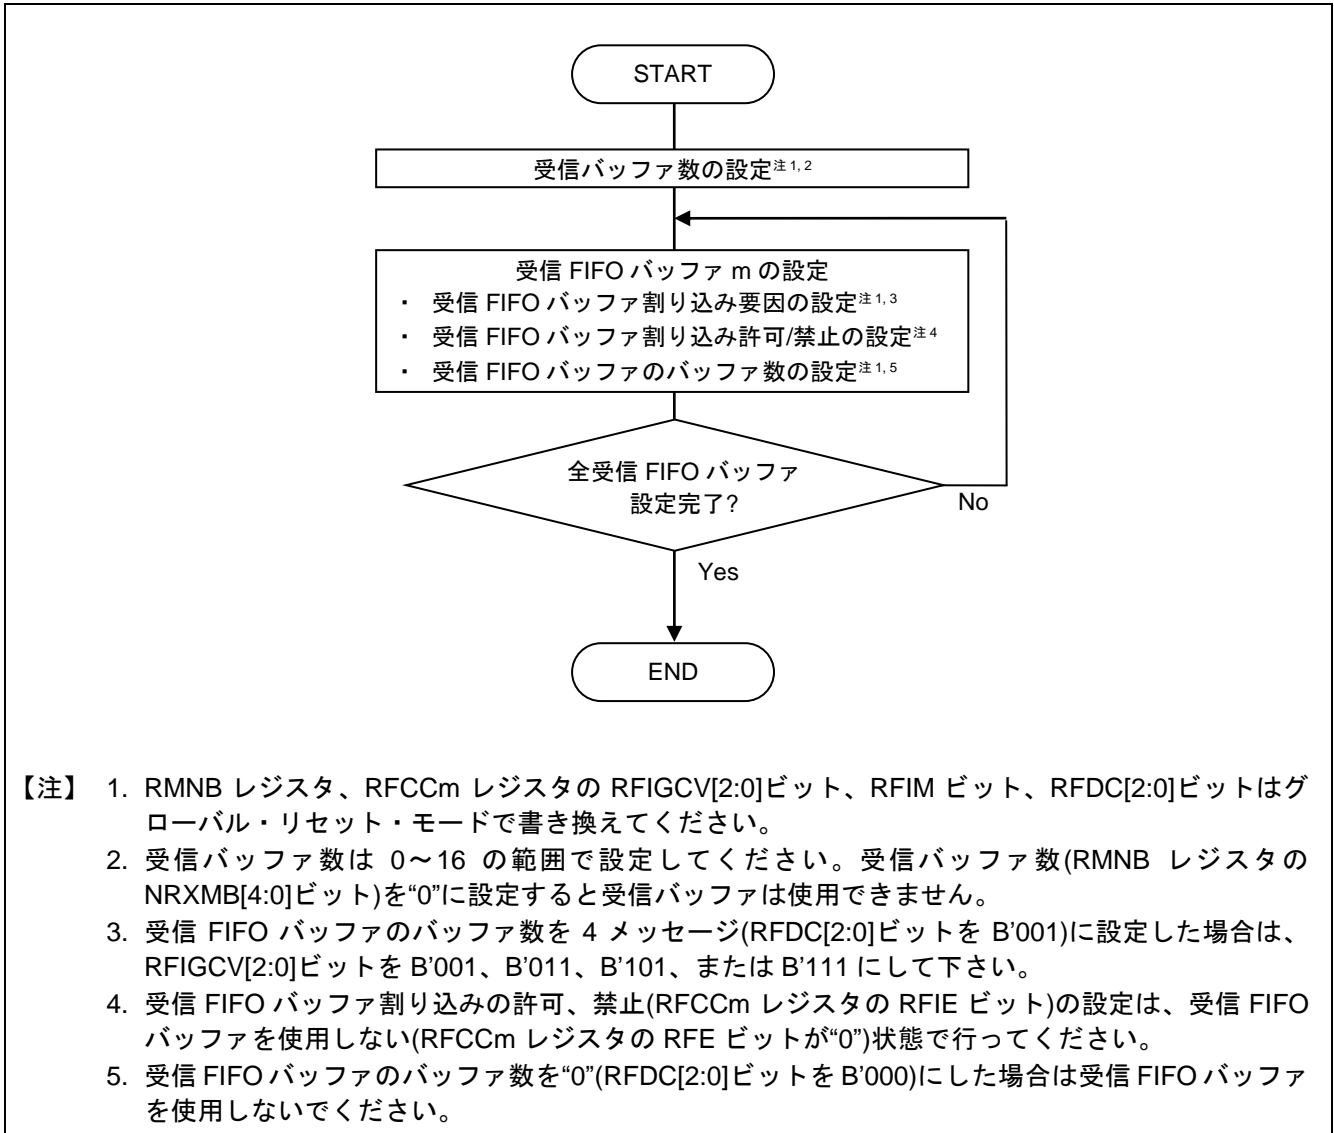 START
受信バッファ数の設定注1, 2
受信 FIFO バッファ m の設定
・ 受信 FIFO バッファ割り込み要因の設定注1, 3
・ 受信 FIFO バッファ割り込み許可/禁止の設定注4
・ 受信 FIFO バッファのバッファ数の設定注1, 5
全受信 FIFO バッファ
設定完了?
No
Yes
END
【注】 1. RMNB レジスタ、RFCCm レジスタの RFIGCV[2:0]ビット、RFIM ビット、RFDC[2:0]ビットはグ
ローバル・リセット・モードで書き換えてください。
2. 受信バッファ数は 0～16 の範囲で設定してください。受信バッファ数(RMNB レジスタの
NRXMB[4:0]ビット)を“0”に設定すると受信バッファは使用できません。
3. 受信 FIFO バッファのバッファ数を 4 メッセージ(RFDC[2:0]ビットを B'001)に設定した場合は、
RFIGCV[2:0]ビットを B'001、B'011、B'101、または B'111 にして下さい。
4. 受信 FIFO バッファ割り込みの許可、禁止(RFCCm レジスタの RFIE ビット)の設定は、受信 FIFO
バッファを使用しない(RFCCm レジスタの RFE ビットが“0”)状態で行ってください。
5. 受信 FIFO バッファのバッファ数を“0”(RFDC[2:0]ビットを B'000)にした場合は受信 FIFO バッファ
を使用しないでください。